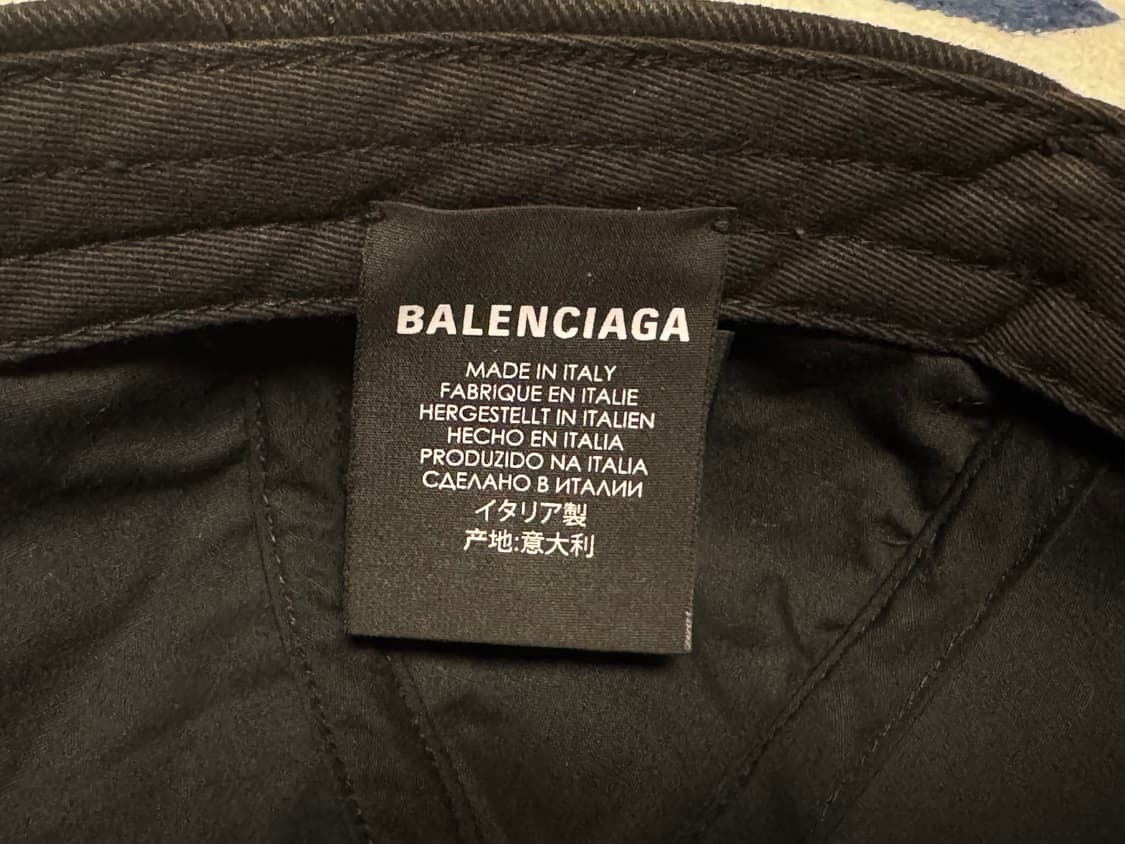 BALENCIAGA
MADE IN ITALY
FABRIQUE EN ITALIE
HERGESTELLT IN ITALIEN
HECHO EN ITALIA
PRODUZIDO NA ITALIA
СДЕЛАНО В ИТАЛИИ
イタリア製
产地:意大利